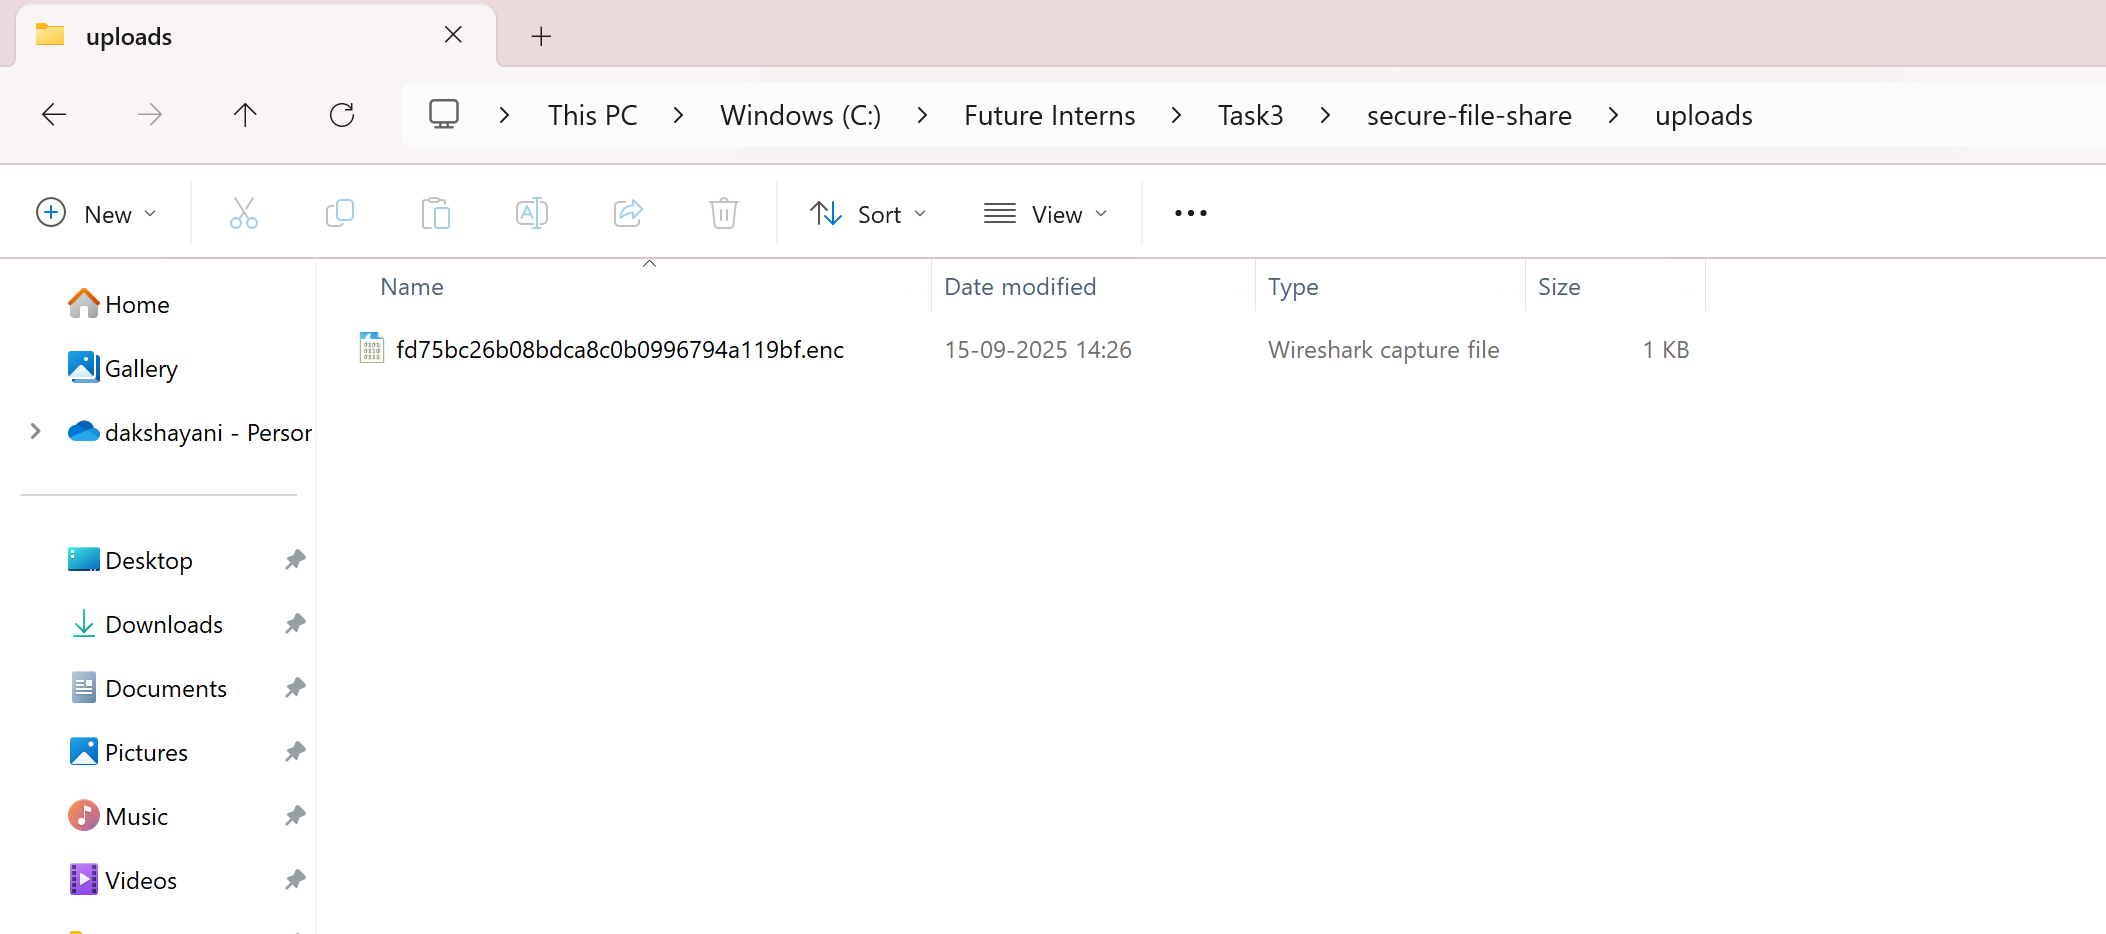 uploads
This PC > Windows (C:) > Future Interns > Task3 > secure-file-share > uploads
New Sort View
Name Date modified Type Size
fd75bc26b08bdca8c0b0996794a119bf.enc 15-09-2025 14:26 Wireshark capture file 1 KB
Home
Gallery
dakshayani - Persor
Desktop
Downloads
Documents
Pictures
Music
Videos